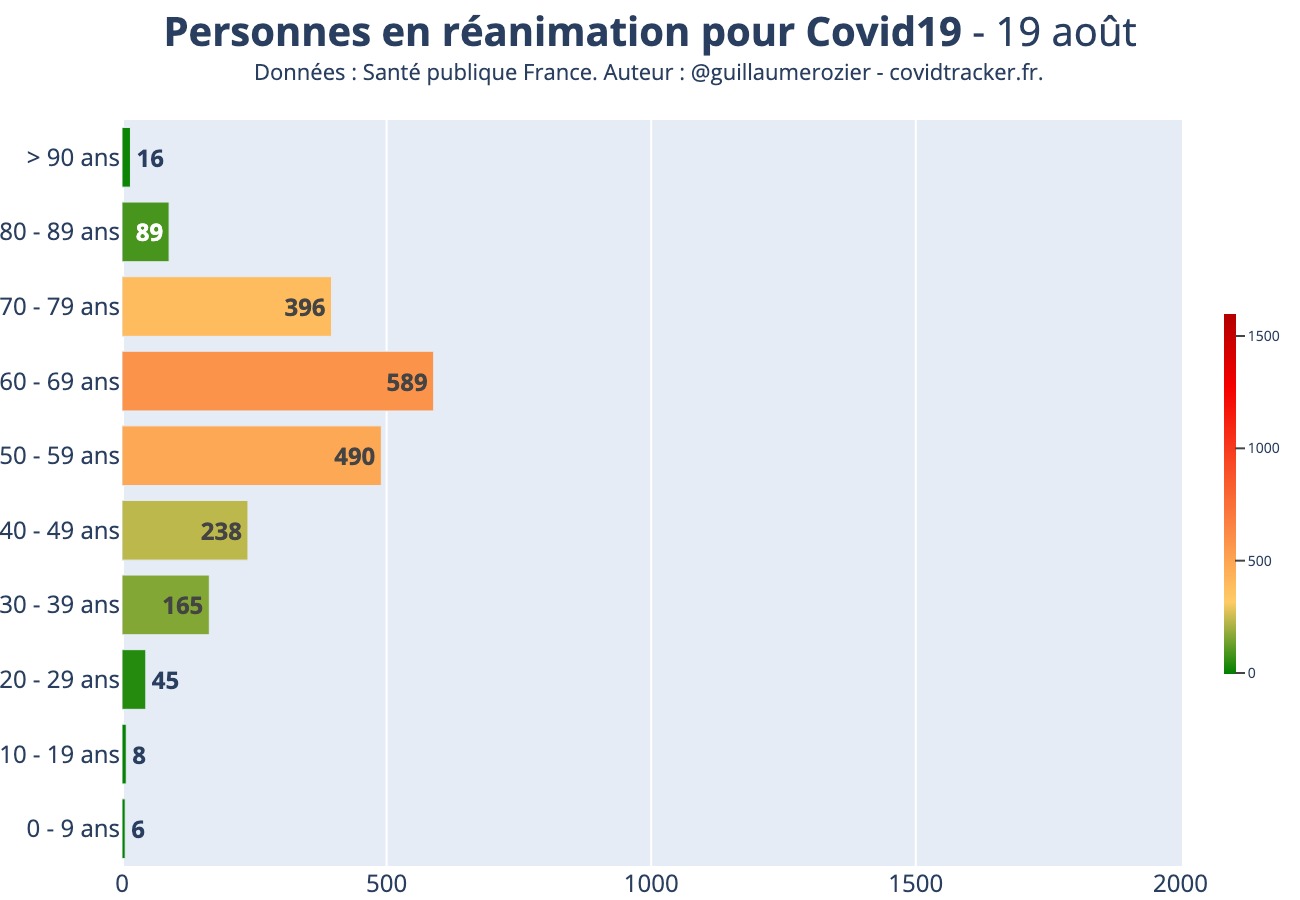 Personnes en réanimation pour Covid19 - 19 août
Données : Santé publique France. Auteur : @guillaumerozier - covidtracker.fr.
> 90 ans 16
80 - 89 ans 89
70 - 79 ans 396
60 - 69 ans 589
50 - 59 ans 490
40 - 49 ans 238
30 - 39 ans 165
20 - 29 ans 45
10 - 19 ans 8
0 - 9 ans 6
0 500 1000 1500 2000
1500
1000
500
0